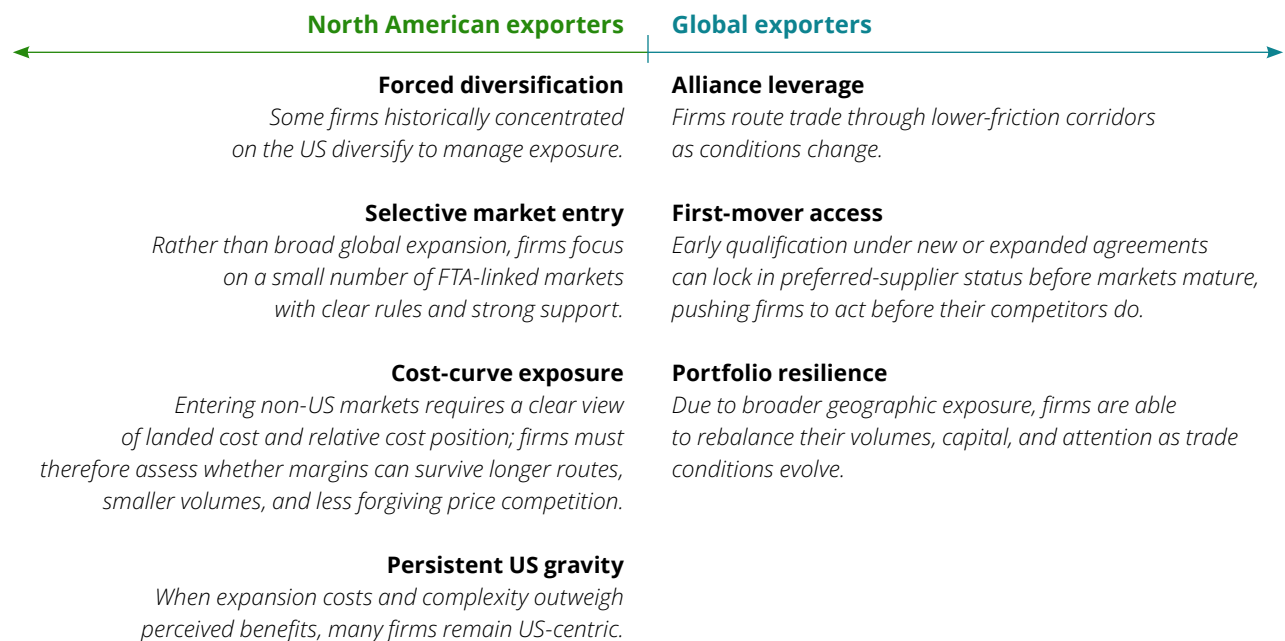 North American exporters
Forced diversification
Some firms historically concentrated
on the US diversify to manage exposure.
Selective market entry
Rather than broad global expansion, firms focus
on a small number of FTA-linked markets
with clear rules and strong support.
Cost-curve exposure
Entering non-US markets requires a clear view
of landed cost and relative cost position; firms must
therefore assess whether margins can survive longer routes,
smaller volumes, and less forgiving price competition.
Persistent US gravity
When expansion costs and complexity outweigh
perceived benefits, many firms remain US-centric.
Global exporters
Alliance leverage
Firms route trade through lower-friction corridors
as conditions change.
First-mover access
Early qualification under new or expanded agreements
can lock in preferred-supplier status before markets mature,
pushing firms to act before their competitors do.
Portfolio resilience
Due to broader geographic exposure, firms are able
to rebalance their volumes, capital, and attention as trade
conditions evolve.